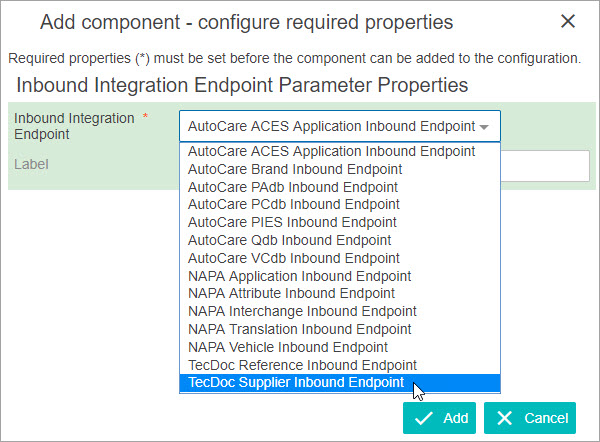 Add component - configure required properties
Required properties (*) must be set before the component can be added to the configuration.
Inbound Integration Endpoint Parameter Properties
Inbound Integration * AutoCare ACES Application Inbound Endpoint
Endpoint
Label
AutoCare ACES Application Inbound Endpoint
AutoCare Brand Inbound Endpoint
AutoCare PAdb Inbound Endpoint
AutoCare PCdb Inbound Endpoint
AutoCare PIES Inbound Endpoint
AutoCare Qdb Inbound Endpoint
AutoCare VCdb Inbound Endpoint
NAPA Application Inbound Endpoint
NAPA Attribute Inbound Endpoint
NAPA Interchange Inbound Endpoint
NAPA Translation Inbound Endpoint
NAPA Vehicle Inbound Endpoint
TecDoc Reference Inbound Endpoint
TecDoc Supplier Inbound Endpoint
Add Cancel